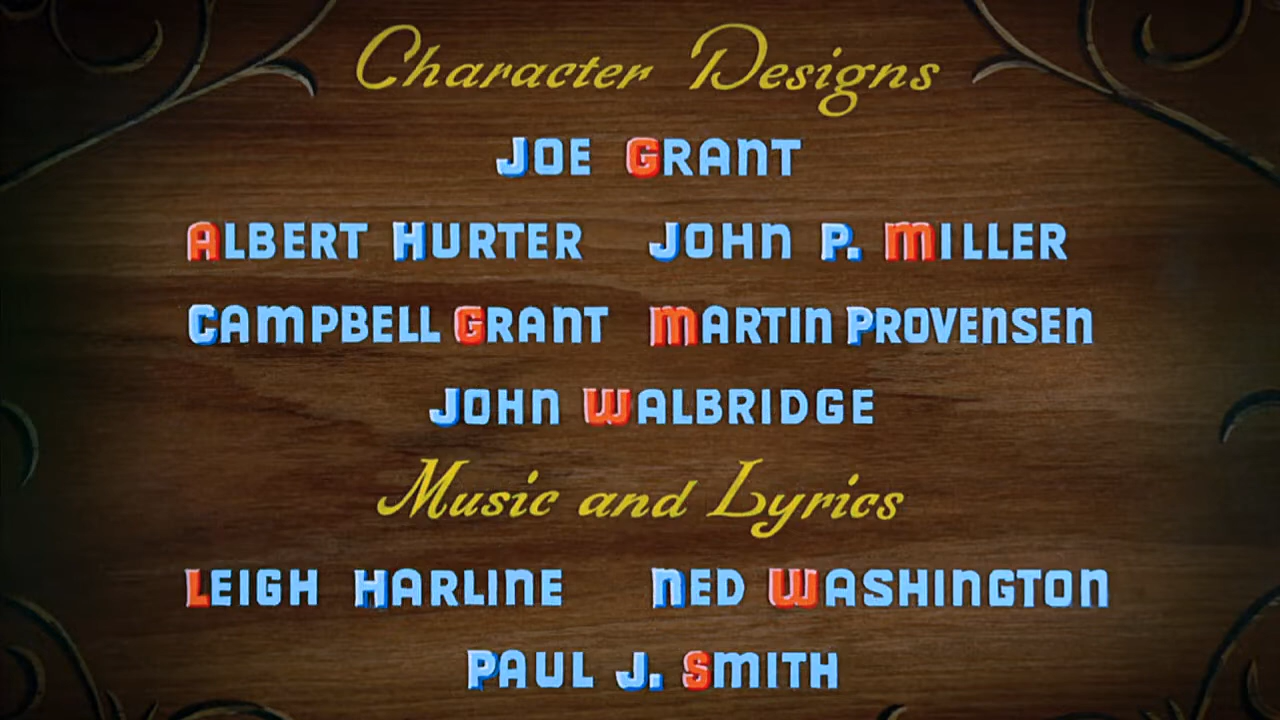 Character Designs
JOE GRANT
ALBERT HURTER JOHN P. MILLER
CAMPBELL GRANT MARTIN PROVENSEN
JOHN WALBRIDGE
Music and Lyrics
LEIGH HARLINE NED WASHINGTON
PAUL J. SMITH